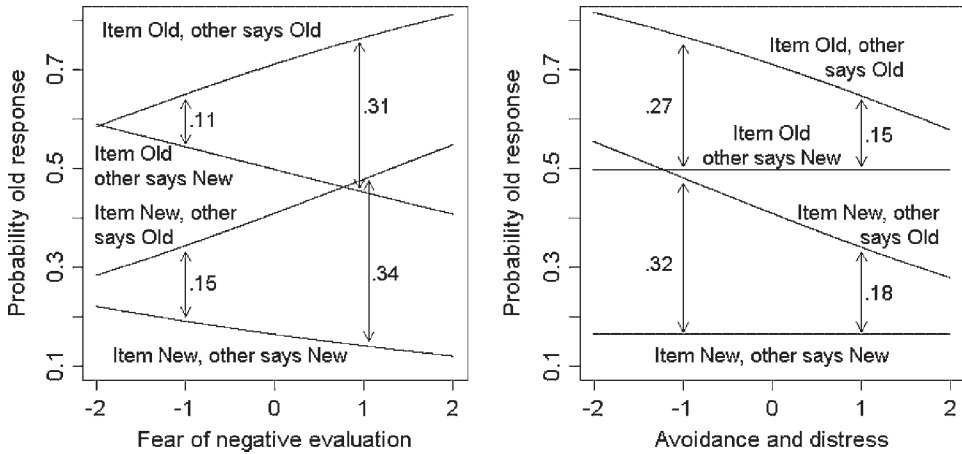 Probability old response
0.7
0.5
0.3
0.1
Item Old, other says Old
.11
.31
Item Old
other says New
Item New, other
says Old
.15
.34
Item New, other says New
-2 -1 0 1 2
Fear of negative evaluation
Probability old response
0.7
0.5
0.3
0.1
Item Old, other
says Old
.27
.15
Item Old
other says New
Item New, other
says Old
.32
.18
Item New, other says New
-2 -1 0 1 2
Avoidance and distress